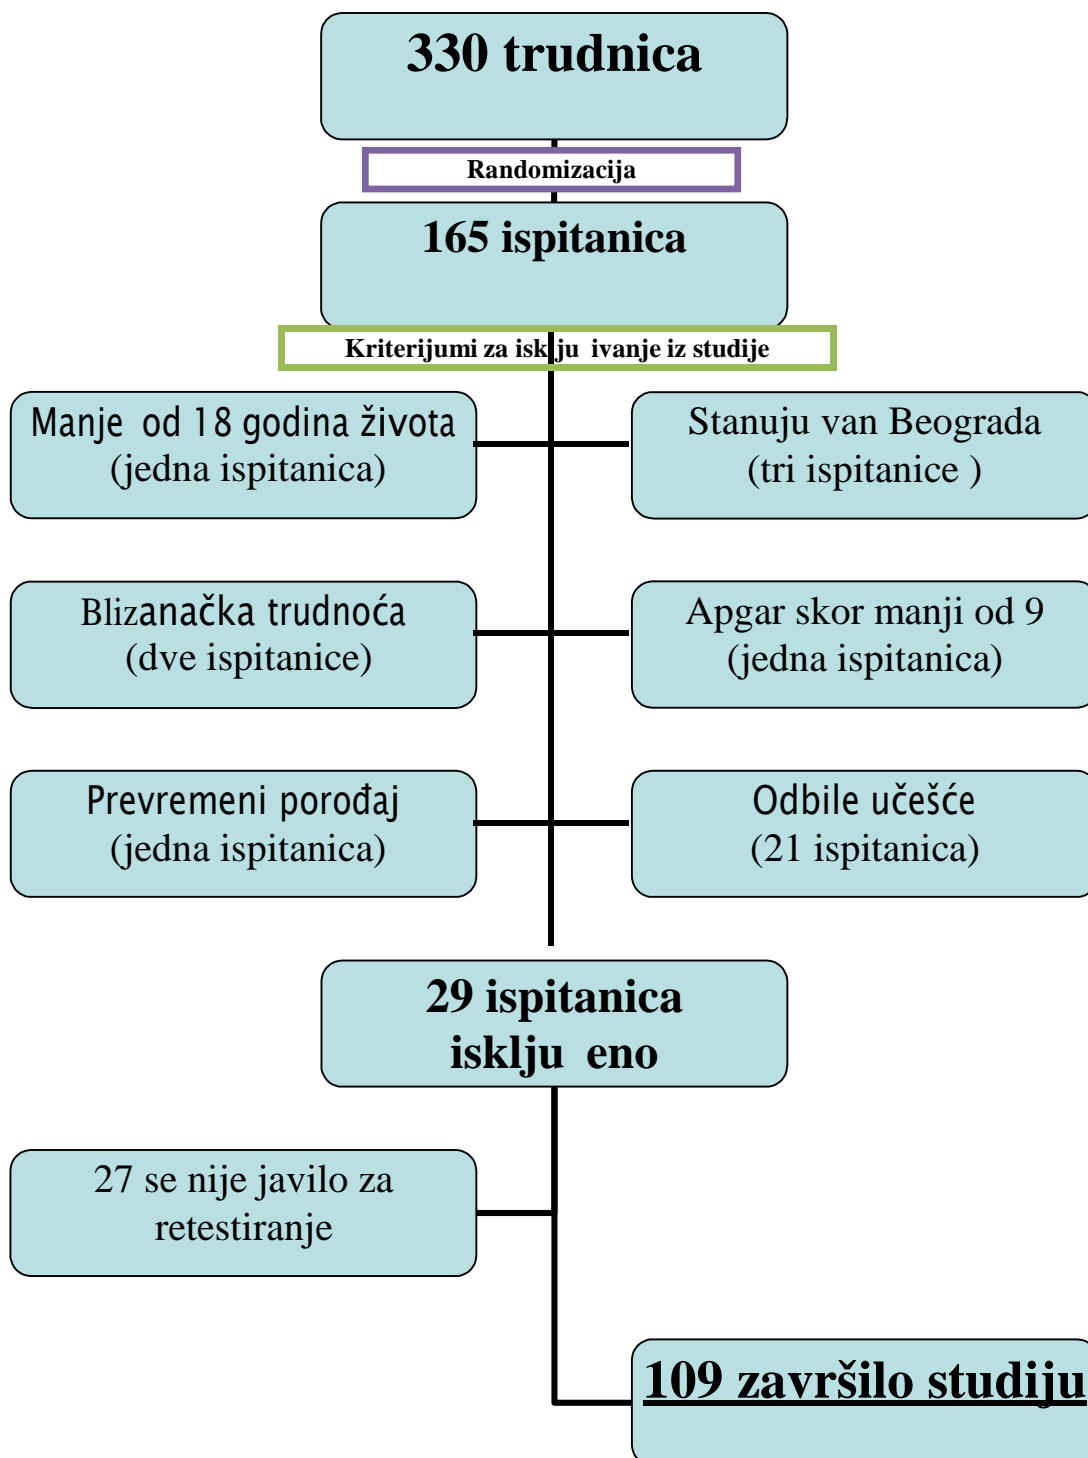 330 trudnica
Randomizacija
165 ispitanica
Kriterijumi za isklju ivanje iz studije
Manje od 18 godina života
(jedna ispitanica)
Stanuju van Beograda
(tri ispitanice )
Blizanačka trudnoća
(dve ispitanice)
Apgar skor manji od 9
(jedna ispitanica)
Prevremeni porođaj
(jedna ispitanica)
Odbile učešće
(21 ispitanica)
29 ispitanica
isklju eno
27 se nije javilo za
retestiranje
109 završilo studiju